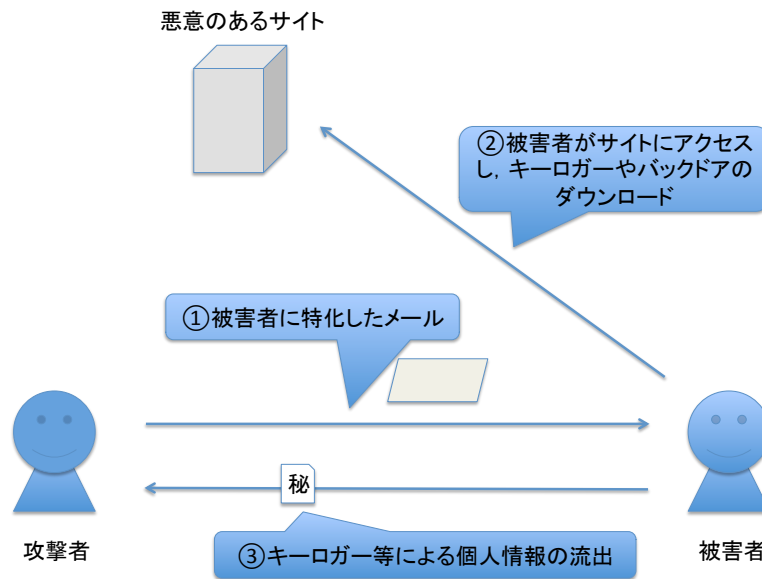 悪意のあるサイト
②被害者がサイトにアクセス
し，キーロガーやバックドアの
ダウンロード
①被害者に特化したメール
秘
攻撃者
③キーロガー等による個人情報の流出
被害者